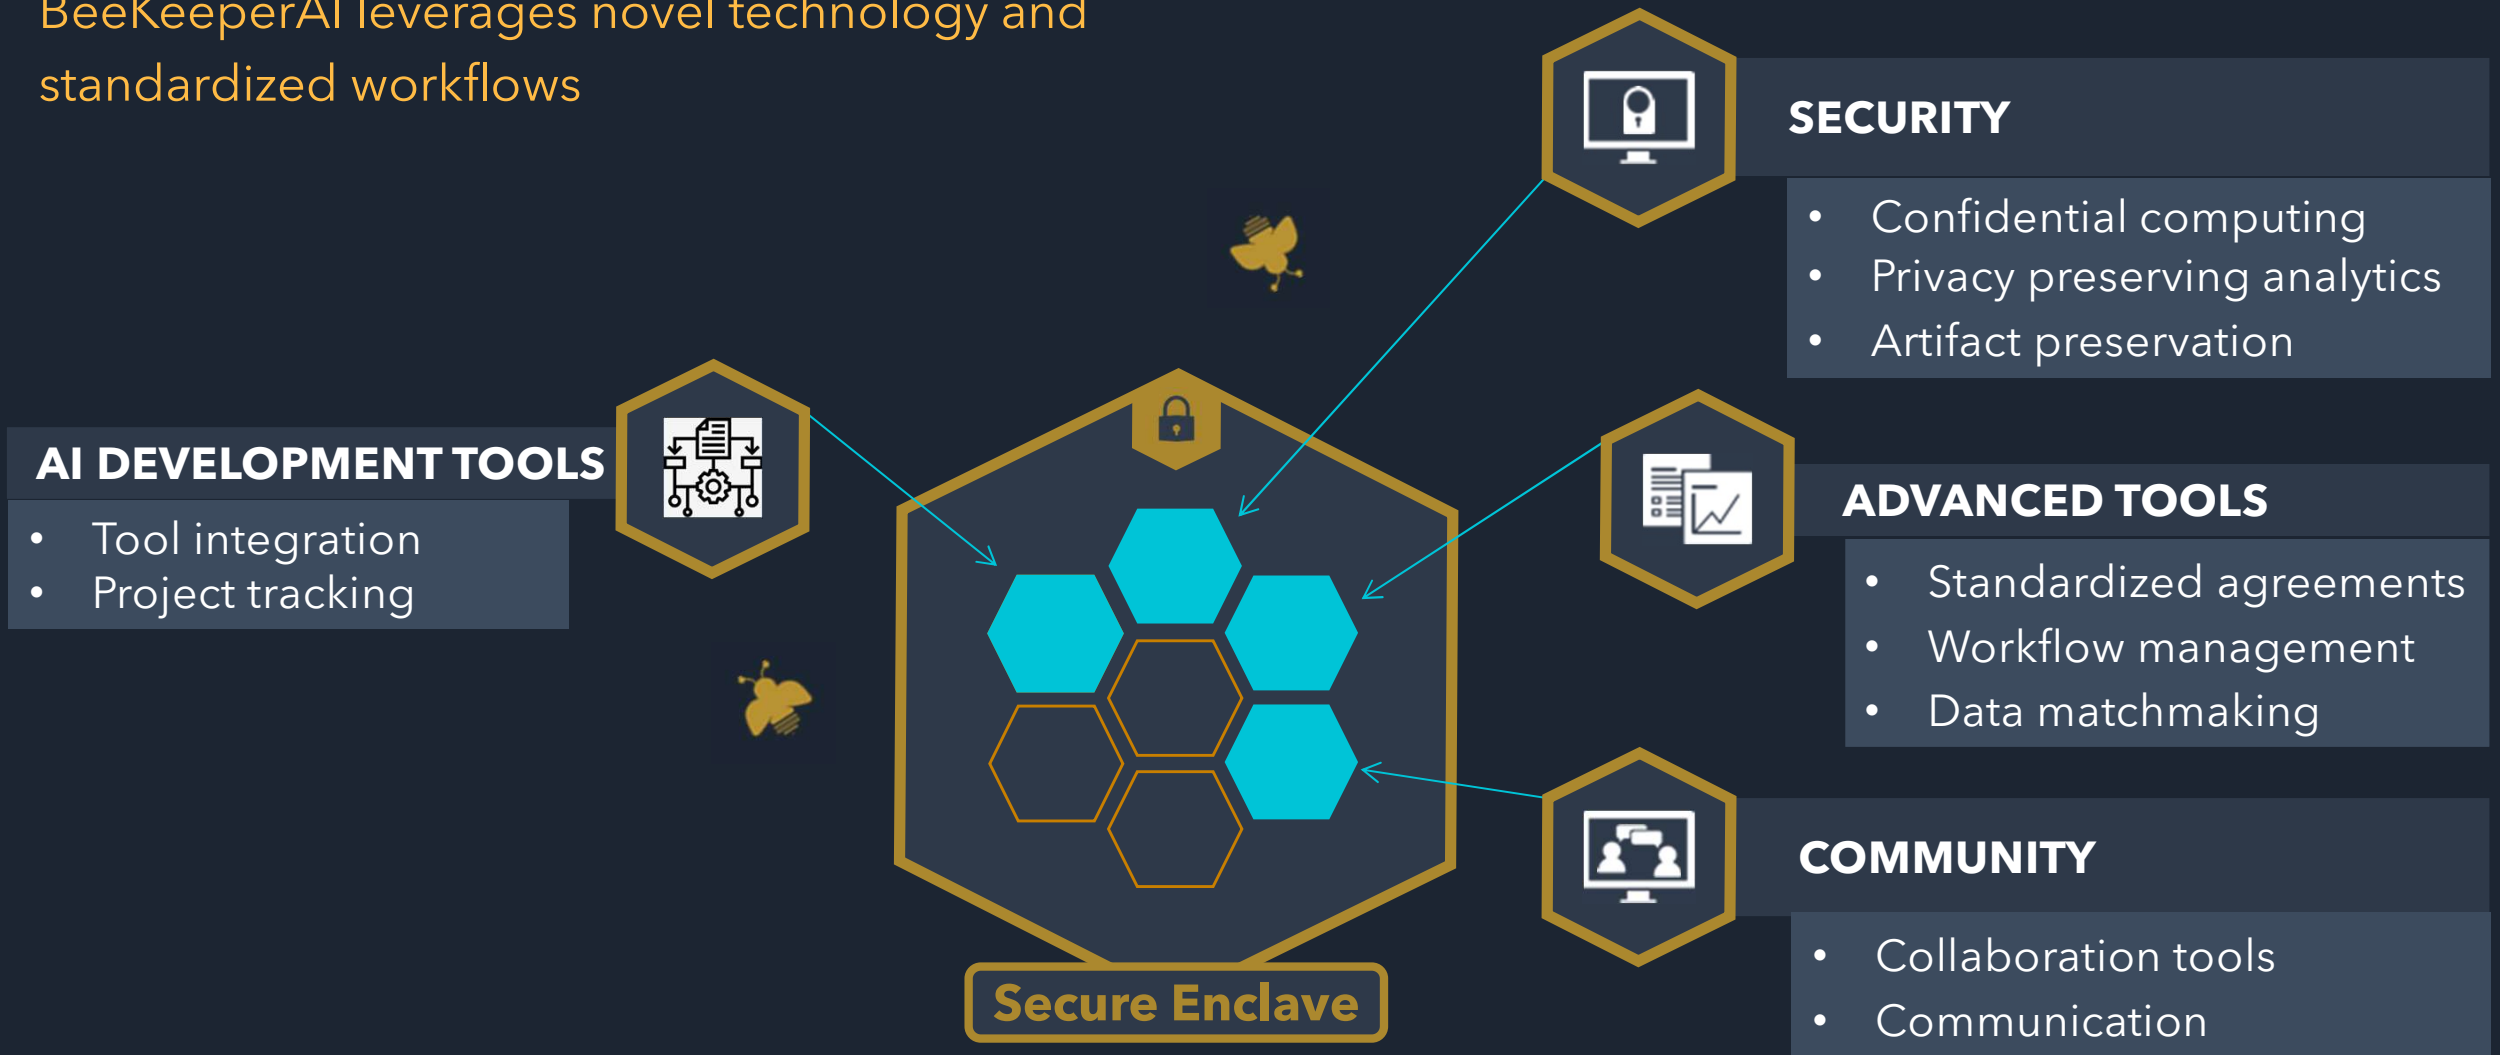 BeeKeeperAI leverages novel technology and
standardized workflows
SECURITY
• Confidential computing
• Privacy preserving analytics
• Artifact preservation
AI DEVELOPMENT TOOLS
• Tool integration
• Project tracking
ADVANCED TOOLS
• Standardized agreements
• Workflow management
• Data matchmaking
COMMUNITY
• Collaboration tools
• Communication
Secure Enclave